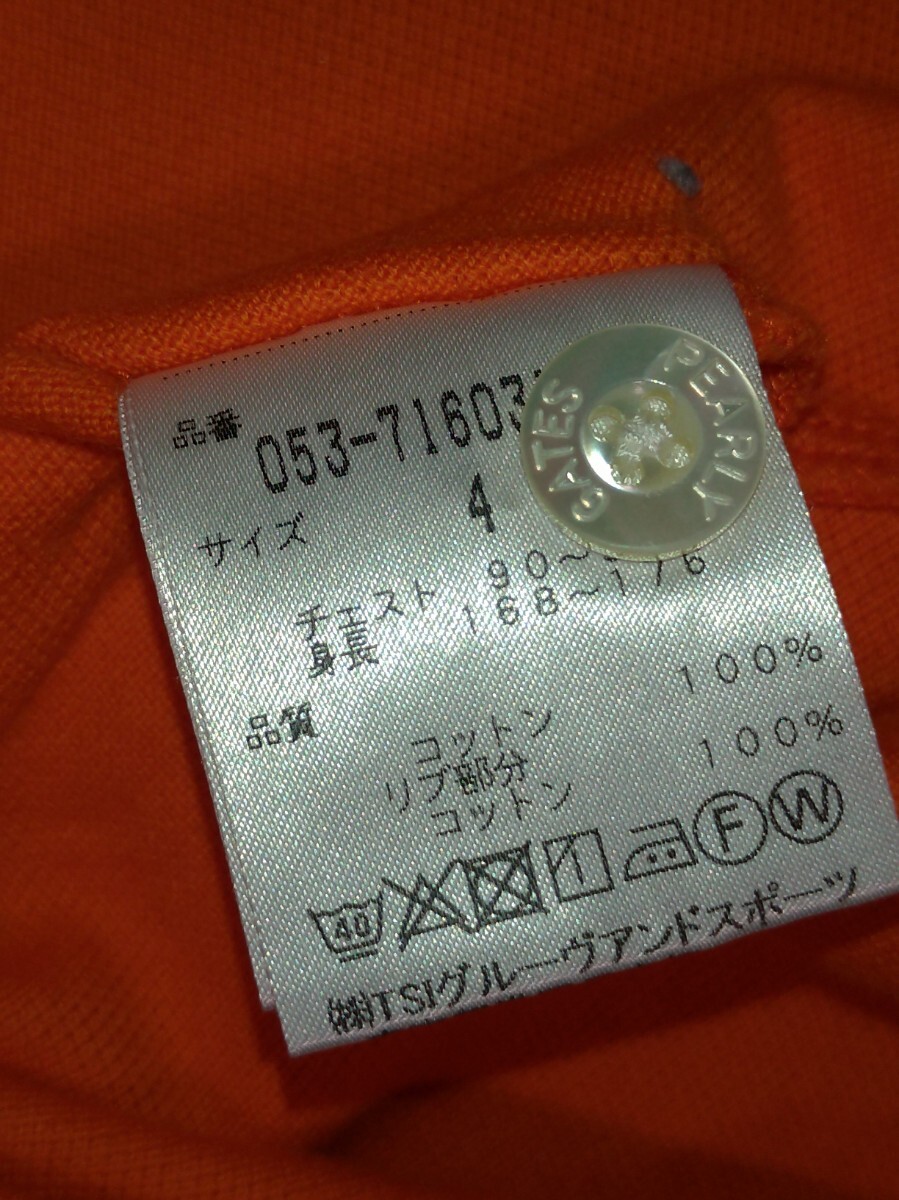 品番 053-71603
PEARLY
GATES
サイズ 4
チェスト 90～
身長 168～176
品質
コットン 100%
リブ部分
コットン 100%
40 F W
㈱TSIグルーヴアンドスポーツ